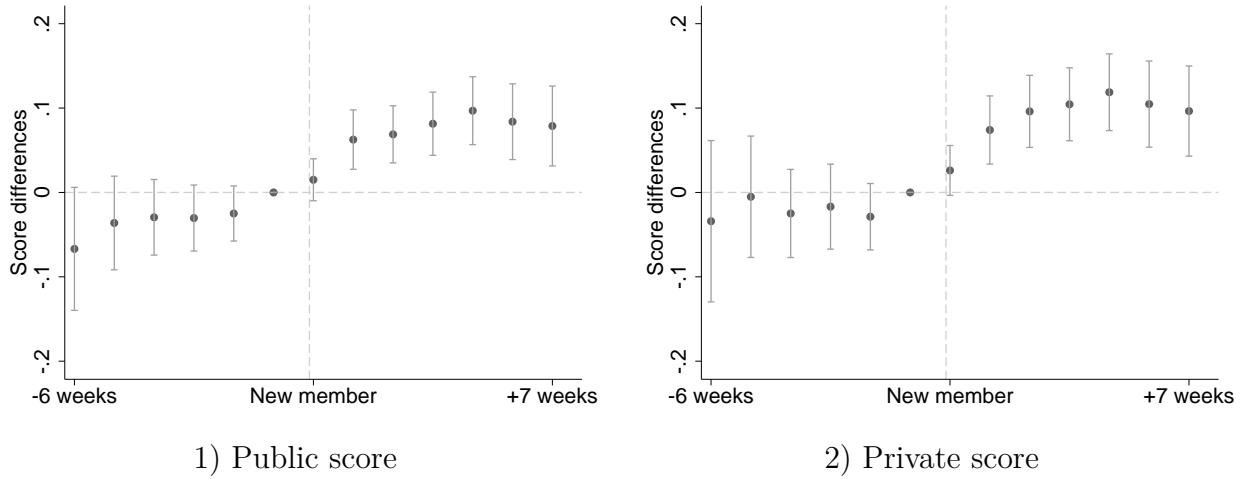 Score differences
.2
.1
0
-.1
-.2
-6 weeks
New member
+7 weeks
1) Public score
Score differences
.2
.1
0
-.1
-.2
-6 weeks
New member
+7 weeks
2) Private score